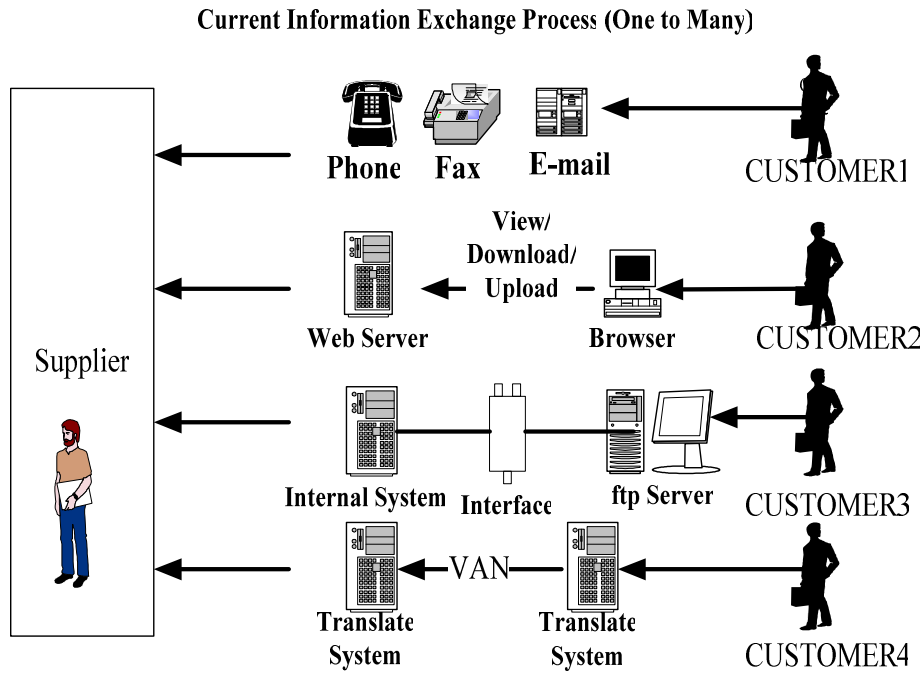 Current Information Exchange Process (One to Many)
Phone
Fax
E-mail
CUSTOMER1
View/
Download/
Upload
Web Server
Browser
CUSTOMER2
Supplier
Internal System
Interface
ftp Server
CUSTOMER3
VAN
Translate
System
Translate
System
CUSTOMER4